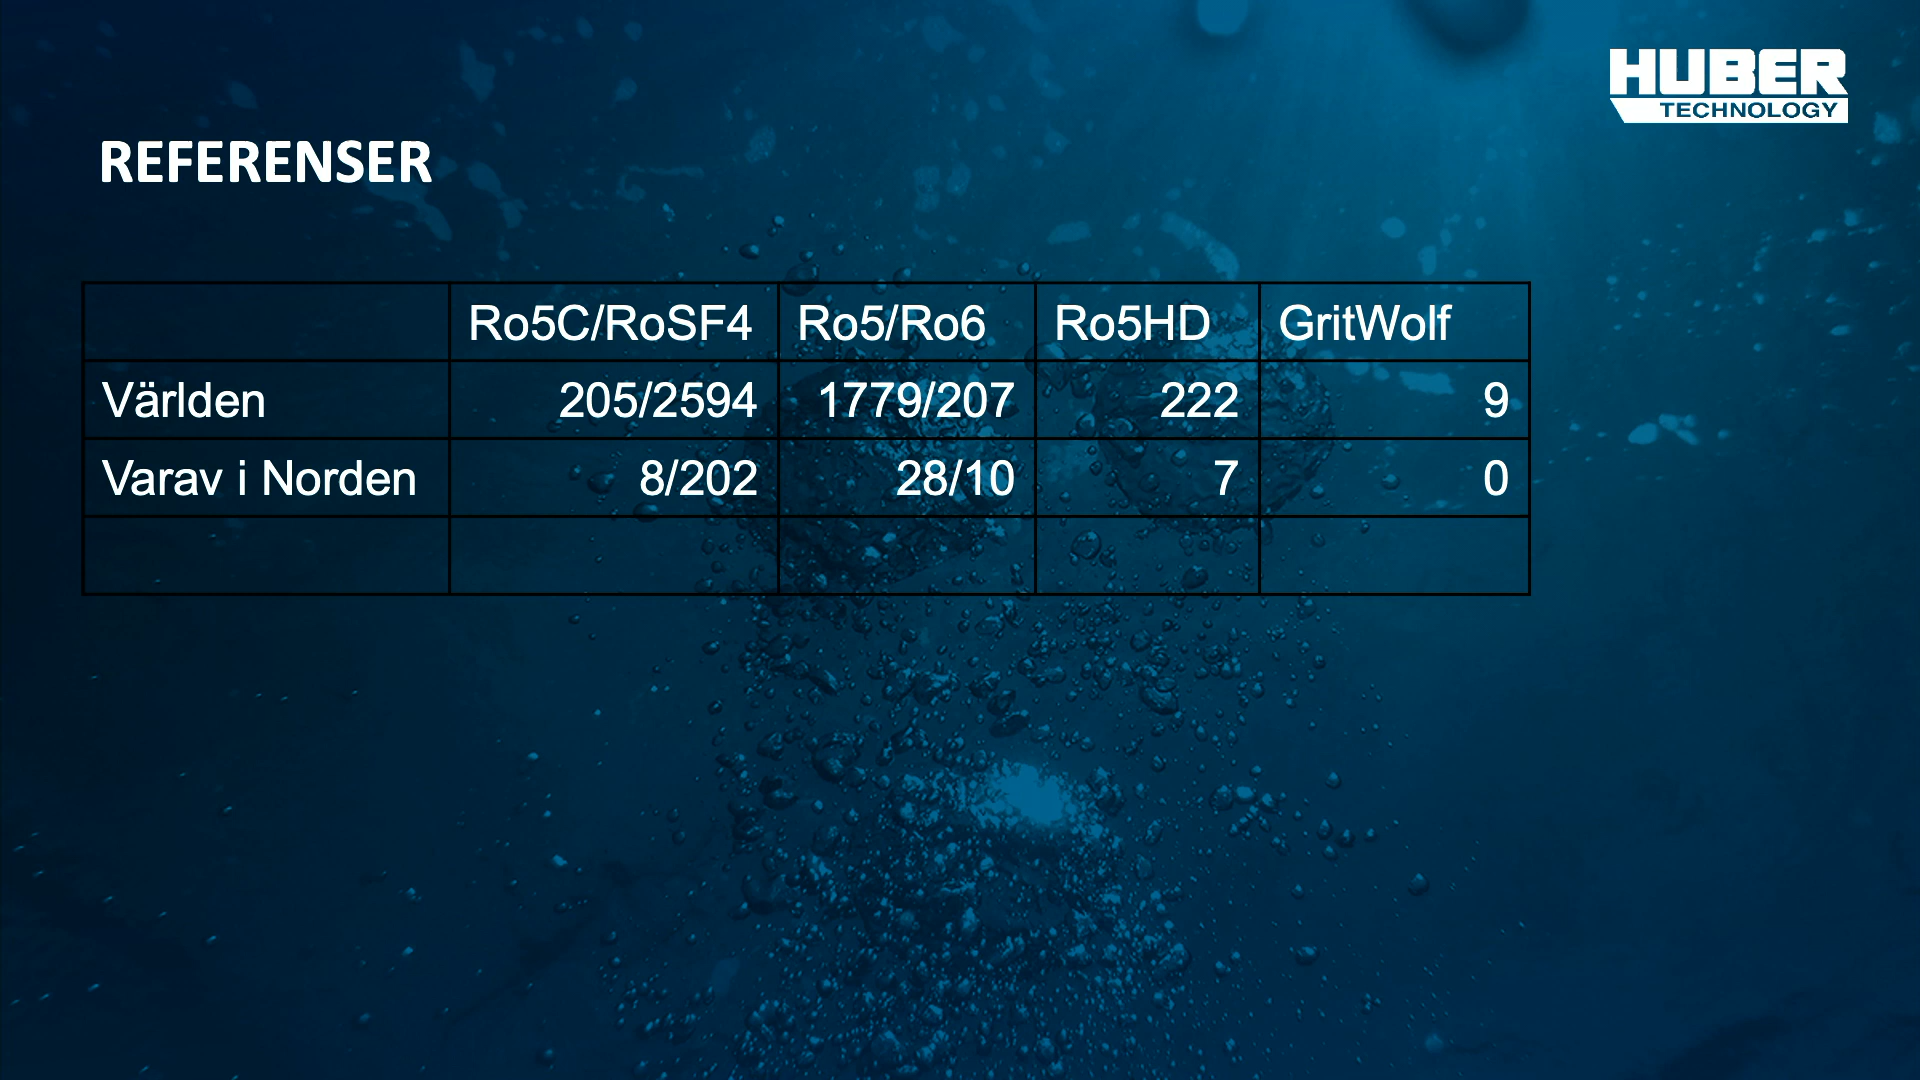 HUBER
TECHNOLOGY
REFERENSER
Ro5C/RoSF4 Ro5/Ro6 Ro5HD GritWolf
Världen 205/2594 1779/207 222 9
Varav i Norden 8/202 28/10 7 0